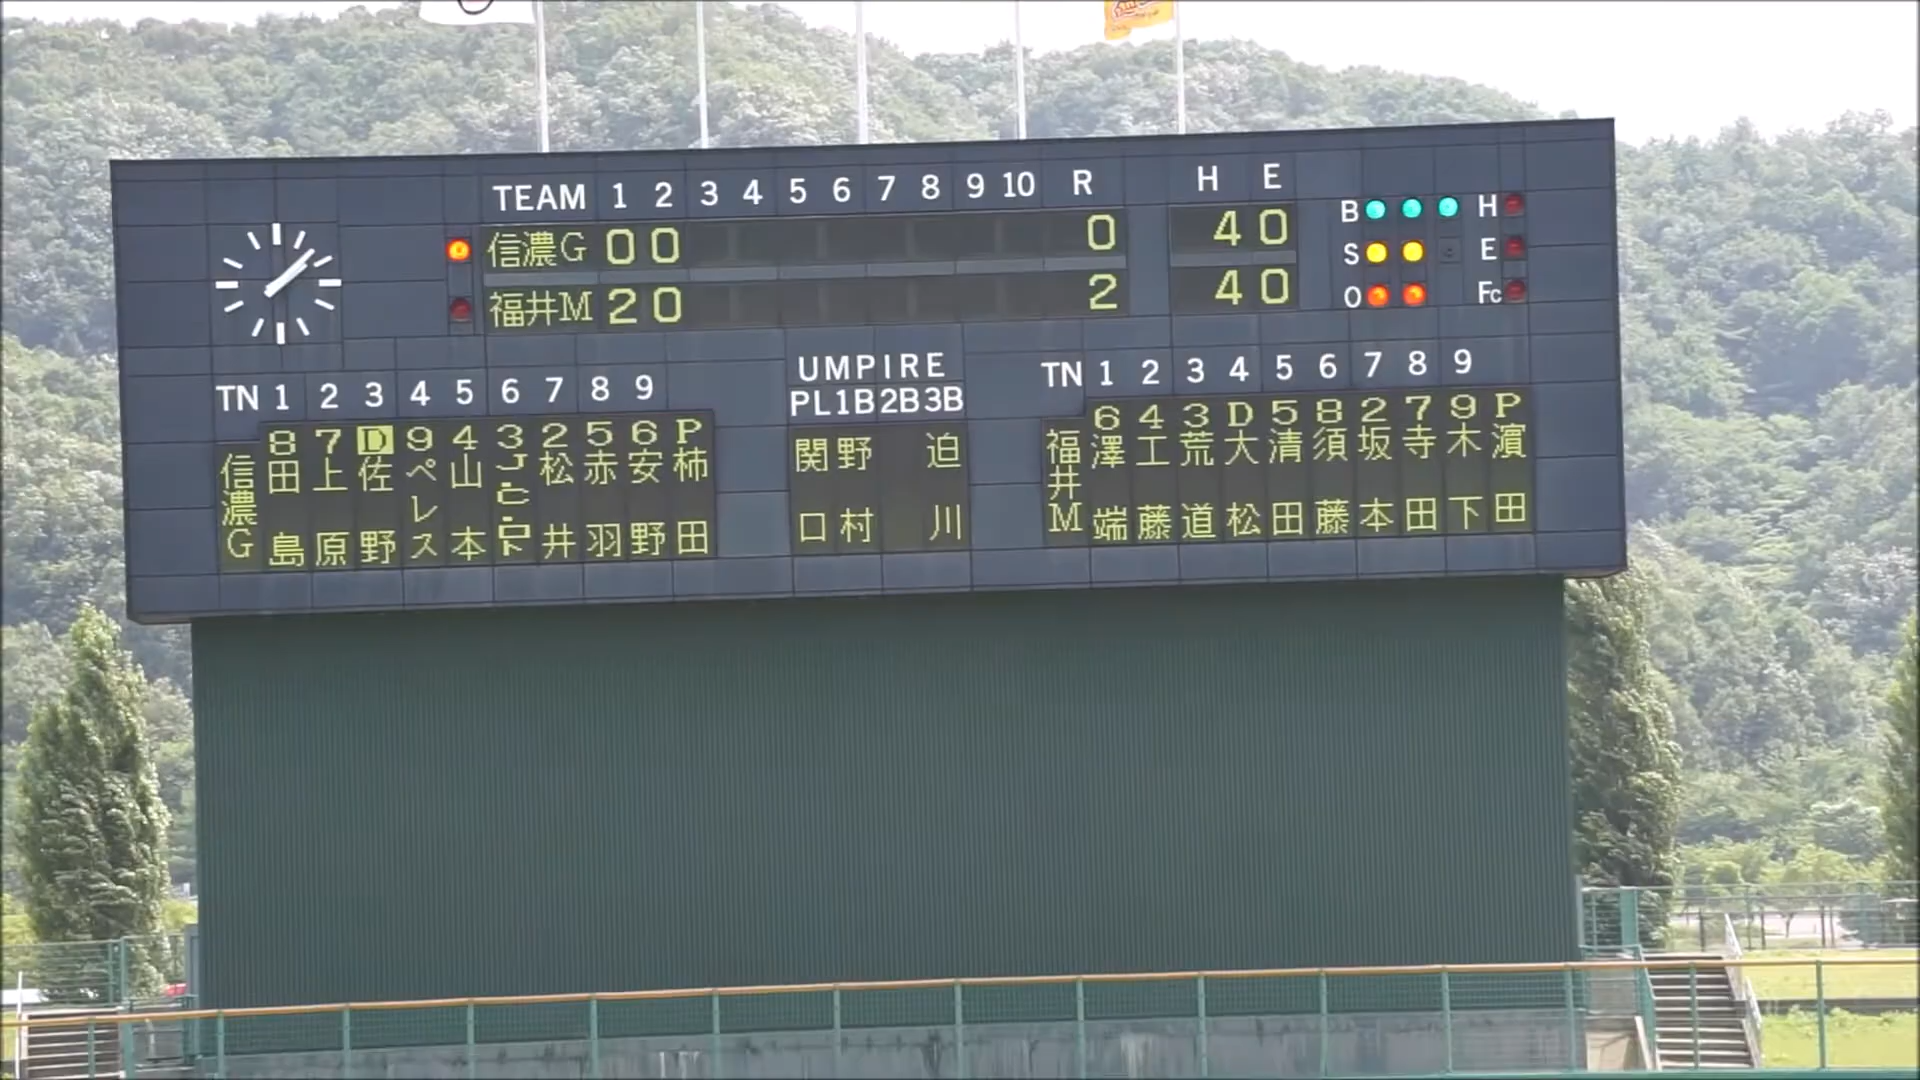 TEAM 1 2 3 4 5 6 7 8 9 10 R H E
信濃G 0 0 0 4 0
福井M 2 0 2 4 0
B H
S E
O Fc
UMPIRE
PL 1B 2B 3B
関口 野村 迫川
TN 1 2 3 4 5 6 7 8 9
8 7 D 9 4 3 2 5 6 P
信濃G 田島 上原 佐野 ペレス 山本 松井 赤羽 安野 柿田
TN 1 2 3 4 5 6 7 8 9
6 4 3 D 5 8 2 7 9 P
福井M 澤端 工藤 荒道 大松 清田 須藤 坂本 寺田 木下 濵田